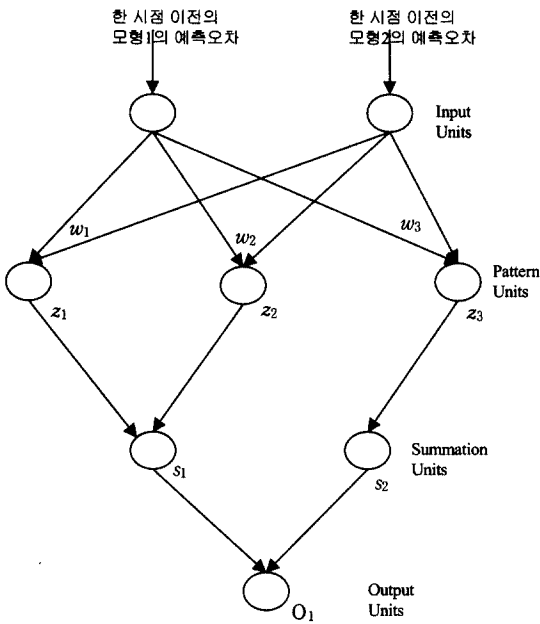 한 시점 이전의
모형1의 예측오차
한 시점 이전의
모형2의 예측오차
Input
Units
w1
w2
w3
Pattern
Units
z1
z2
z3
Summation
Units
s1
s2
Output
Units
O1